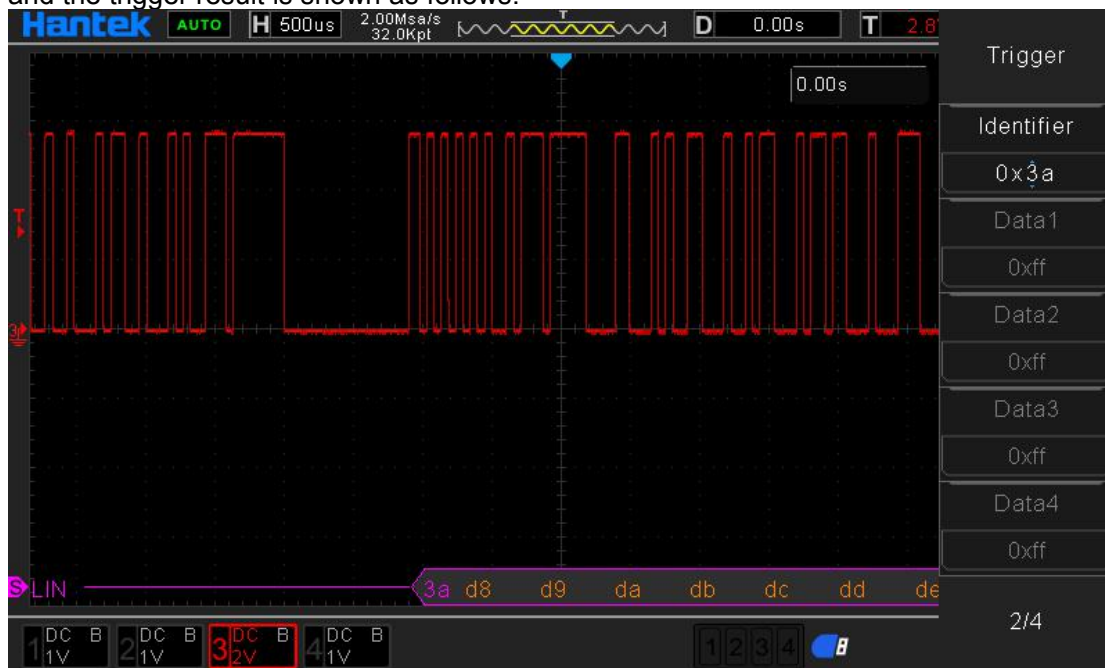 and the trigger result is shown as follows:
Hantek AUTO H 500us 2.00Msa/s 32.0Kpt T D 0.00s T 2.8
Trigger
0.00s
Identifier
0x3a
T
Data1
0xff
Data2
3
0xff
Data3
0xff
Data4
0xff
S LIN 3a d8 d9 da db dc dd de
2/4
1 DC B 1V 2 DC B 1V 3 DC B 2V 4 DC B 1V 1 2 3 4